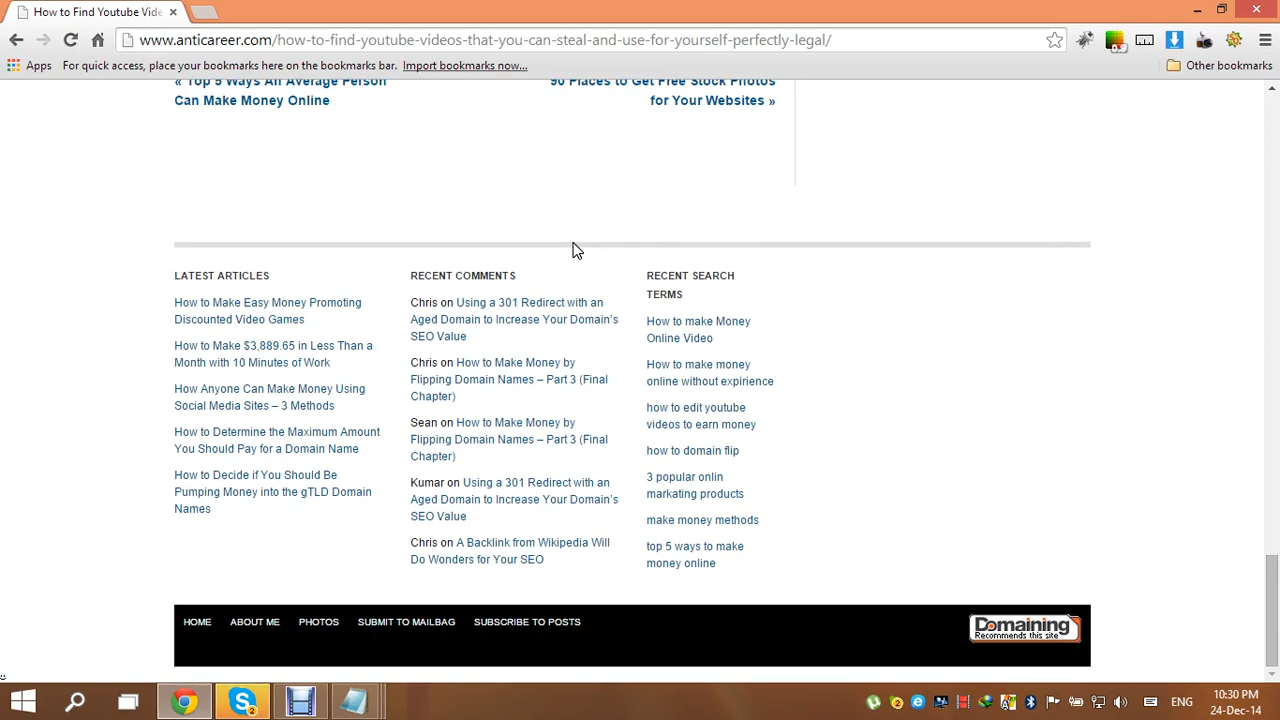 How to Find Youtube Vide
www.anticareer.com/how-to-find-youtube-videos-that-you-can-steal-and-use-for-yourself-perfectly-legal/
Apps For quick access, place your bookmarks here on the bookmarks bar. Import bookmarks now... Other bookmarks
« Top 5 Ways An Average Person
Can Make Money Online
90 Places to Get Free Stock Photos
for Your Websites »
LATEST ARTICLES
How to Make Easy Money Promoting
Discounted Video Games
How to Make $3,889.65 in Less Than a
Month with 10 Minutes of Work
How Anyone Can Make Money Using
Social Media Sites – 3 Methods
How to Determine the Maximum Amount
You Should Pay for a Domain Name
How to Decide if You Should Be
Pumping Money into the gTLD Domain
Names
RECENT COMMENTS
Chris on Using a 301 Redirect with an
Aged Domain to Increase Your Domain's
SEO Value
Chris on How to Make Money by
Flipping Domain Names – Part 3 (Final
Chapter)
Sean on How to Make Money by
Flipping Domain Names – Part 3 (Final
Chapter)
Kumar on Using a 301 Redirect with an
Aged Domain to Increase Your Domain's
SEO Value
Chris on A Backlink from Wikipedia Will
Do Wonders for Your SEO
RECENT SEARCH
TERMS
How to make Money
Online Video
How to make money
online without expirience
how to edit youtube
videos to earn money
how to domain flip
3 popular onlin
markating products
make money methods
top 5 ways to make
money online
HOME ABOUT ME PHOTOS SUBMIT TO MAILBAG SUBSCRIBE TO POSTS
Domaining
Recommends this site!
ENG
10:30 PM
24-Dec-14